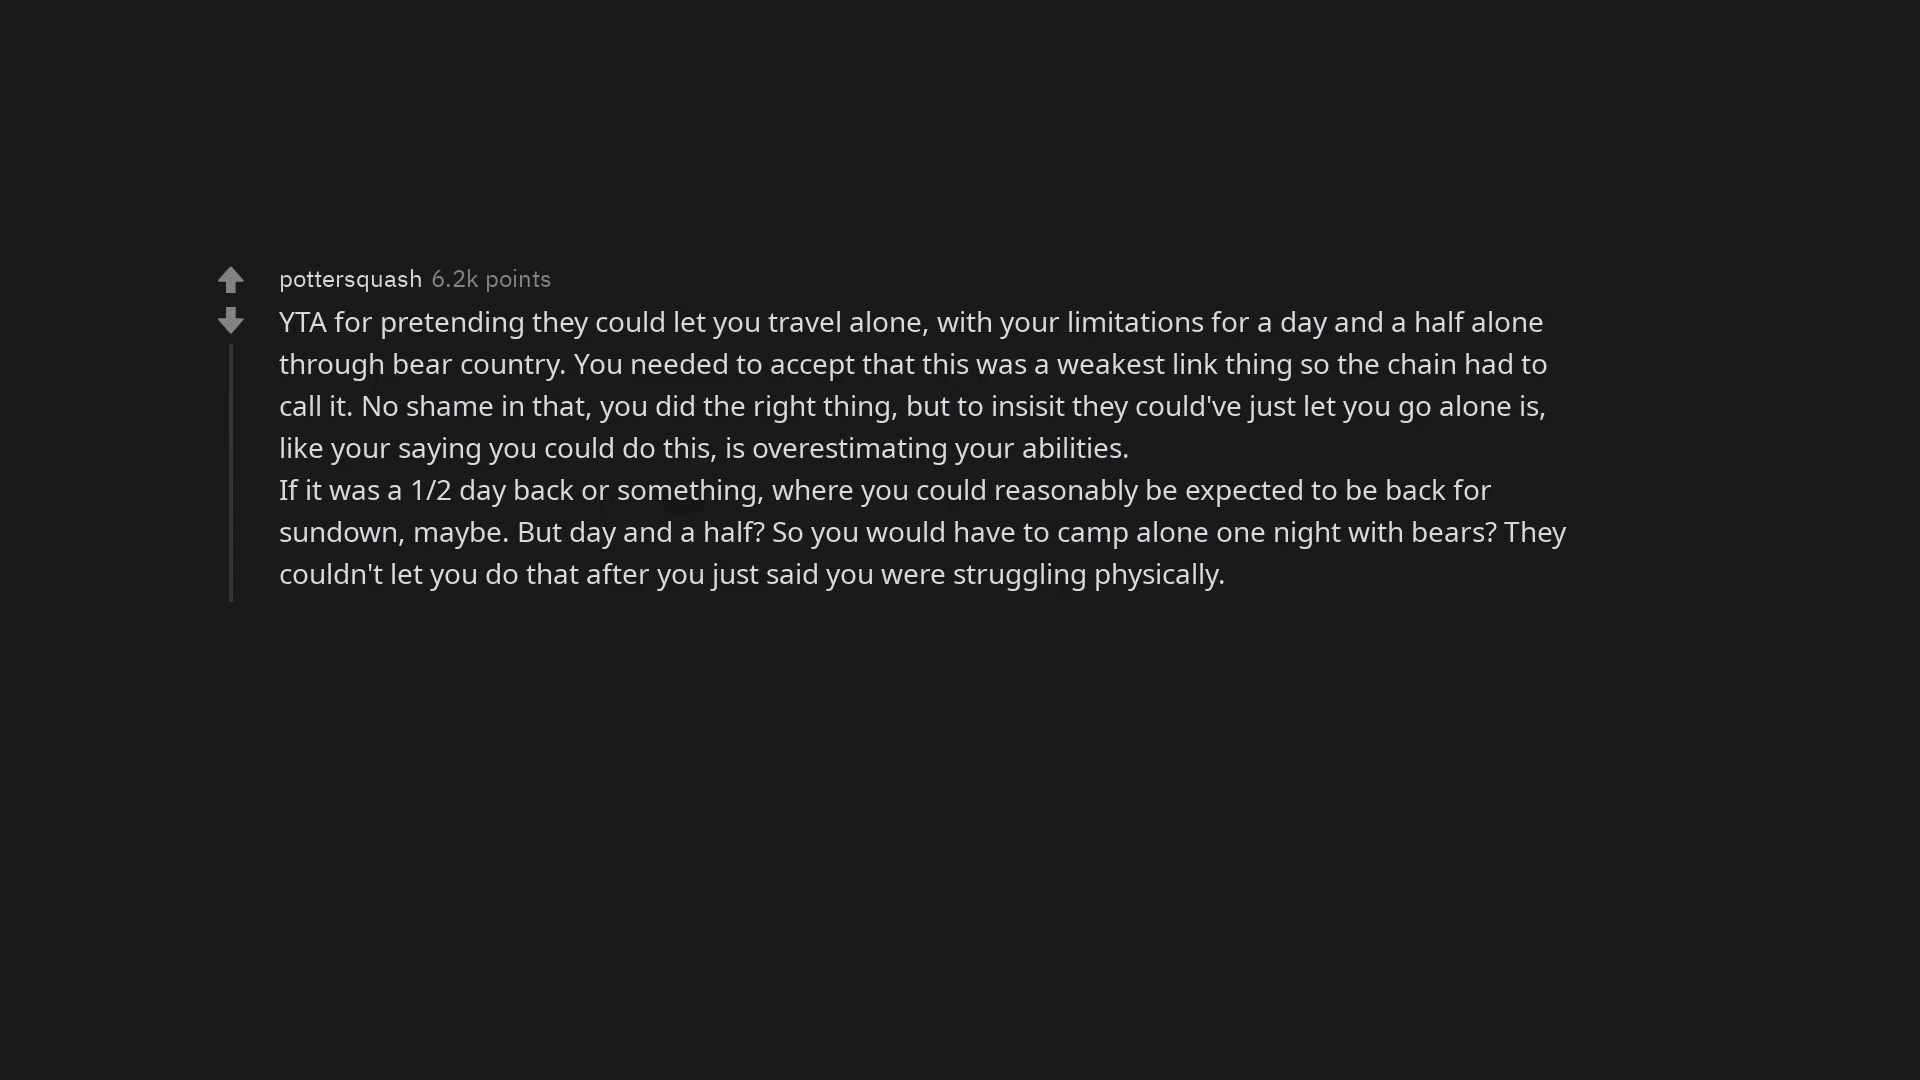 pottersquash 6.2k points
YTA for pretending they could let you travel alone, with your limitations for a day and a half alone
through bear country. You needed to accept that this was a weakest link thing so the chain had to
call it. No shame in that, you did the right thing, but to insisit they could've just let you go alone is,
like your saying you could do this, is overestimating your abilities.
If it was a 1/2 day back or something, where you could reasonably be expected to be back for
sundown, maybe. But day and a half? So you would have to camp alone one night with bears? They
couldn't let you do that after you just said you were struggling physically.